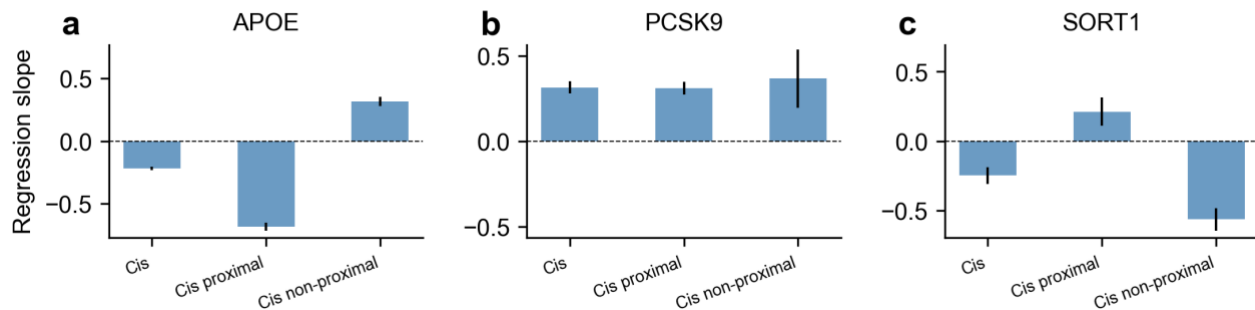 a APOE
Regression slope
0.5
0.0
−0.5
Cis
Cis proximal
Cis non-proximal
b PCSK9
0.5
0.0
−0.5
Cis
Cis proximal
Cis non-proximal
c SORT1
0.5
0.0
−0.5
Cis
Cis proximal
Cis non-proximal